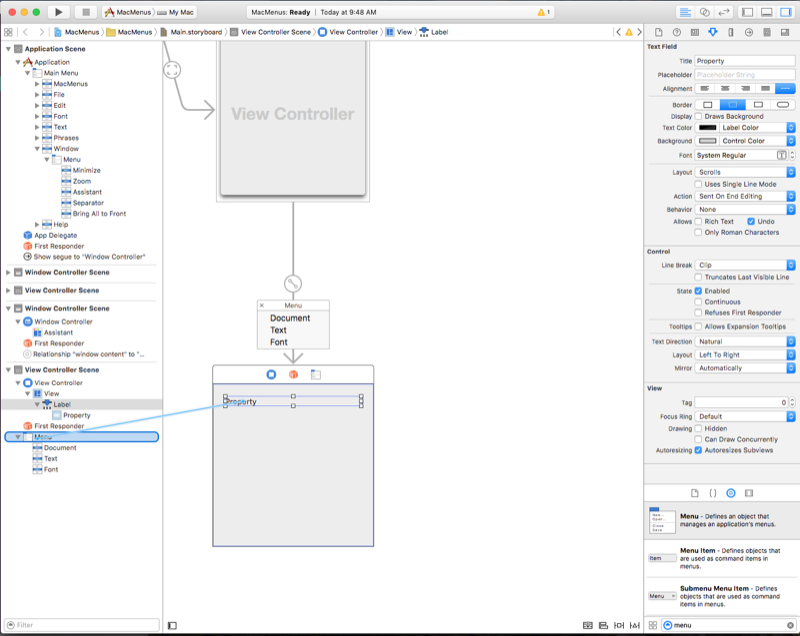 MacMenus My Mac
MacMenus: Ready | Today at 9:48 AM
1
MacMenus MacMenus Main.storyboard View Controller Scene View Controller View Label
Application Scene
Application
Main Menu
MacMenus
File
Edit
Font
Text
Phrases
Window
Menu
Minimize
Zoom
Assistant
Separator
Bring All to Front
Help
App Delegate
First Responder
Show segue to "Window Controller"
Window Controller Scene
View Controller Scene
Window Controller Scene
Window Controller
Assistant
First Responder
Relationship "window content" to "...
View Controller Scene
View Controller
View
Label
Property
First Responder
Menu
Document
Text
Font
Filter
View Controller
Menu
Document
Text
Font
Property
Text Field
Title Property
Placeholder Placeholder String
Alignment
Border
Display Draws Background
Text Color Label Color
Background Control Color
Font System Regular
Layout Scrolls
Uses Single Line Mode
Action Sent On End Editing
Behavior None
Allows Rich Text Undo
Only Roman Characters
Control
Line Break Clip
Truncates Last Visible Line
State Enabled
Continuous
Refuses First Responder
Tooltips Allows Expansion Tooltips
Text Direction Natural
Layout Left To Right
Mirror Automatically
View
Tag 0
Focus Ring Default
Drawing Hidden
Can Draw Concurrently
Autoresizing Autoresizes Subviews
Menu - Defines an object that
manages an application's menus.
Item
Menu Item - Defines objects that
are used as command items in
menus.
Menu
Submenu Menu Item - Defines
objects that are used as command
items in menus.
menu